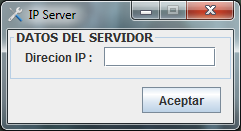 IP Server
DATOS DEL SERVIDOR
Direcion IP :
Aceptar